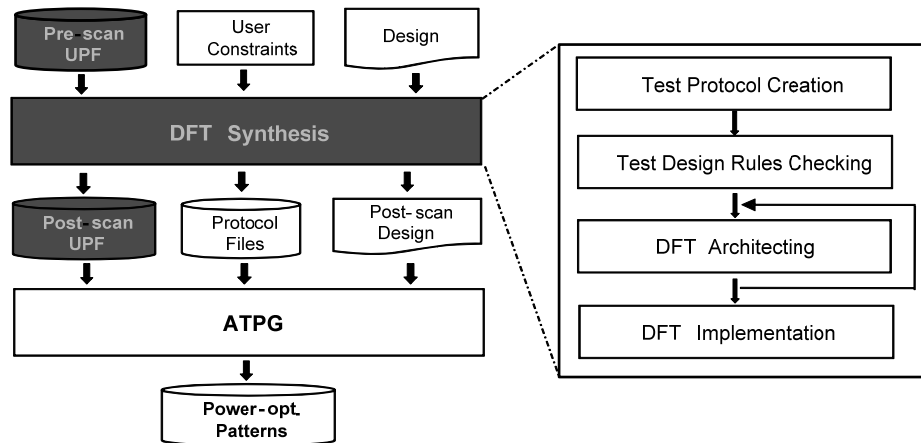 Pre-scan
UPF
User
Constraints
Design
DFT Synthesis
Post-scan
UPF
Protocol
Files
Post-scan
Design
ATPG
Power-opt.
Patterns
Test Protocol Creation
Test Design Rules Checking
DFT Architecting
DFT Implementation